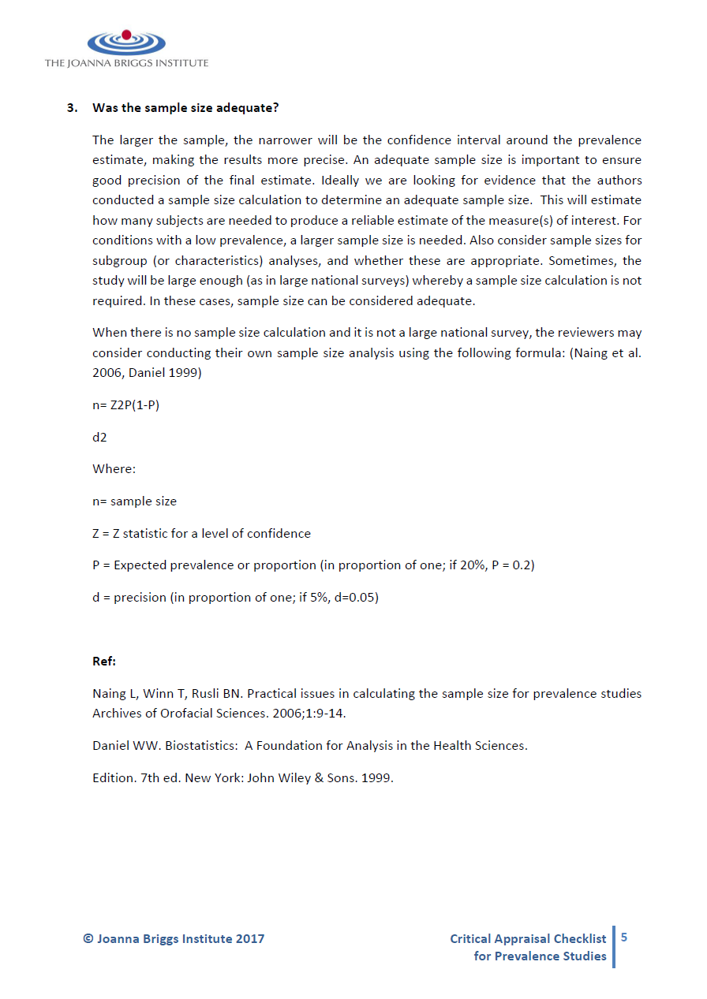 THE JOANNA BRIGGS INSTITUTE
3. Was the sample size adequate?
The larger the sample, the narrower will be the confidence interval around the prevalence
estimate, making the results more precise. An adequate sample size is important to ensure
good precision of the final estimate. Ideally we are looking for evidence that the authors
conducted a sample size calculation to determine an adequate sample size.  This will estimate
how many subjects are needed to produce a reliable estimate of the measure(s) of interest. For
conditions with a low prevalence, a larger sample size is needed. Also consider sample sizes for
subgroup (or characteristics) analyses, and whether these are appropriate. Sometimes, the
study will be large enough (as in large national surveys) whereby a sample size calculation is not
required. In these cases, sample size can be considered adequate.
When there is no sample size calculation and it is not a large national survey, the reviewers may
consider conducting their own sample size analysis using the following formula: (Naing et al.
2006, Daniel 1999)
n= Z2P(1-P)
d2
Where:
n= sample size
Z = Z statistic for a level of confidence
P = Expected prevalence or proportion (in proportion of one; if 20%, P = 0.2)
d = precision (in proportion of one; if 5%, d=0.05)
Ref:
Naing L, Winn T, Rusli BN. Practical issues in calculating the sample size for prevalence studies
Archives of Orofacial Sciences. 2006;1:9-14.
Daniel WW. Biostatistics:  A Foundation for Analysis in the Health Sciences.
Edition. 7th ed. New York: John Wiley & Sons. 1999.
© Joanna Briggs Institute 2017
Critical Appraisal Checklist 5
for Prevalence Studies